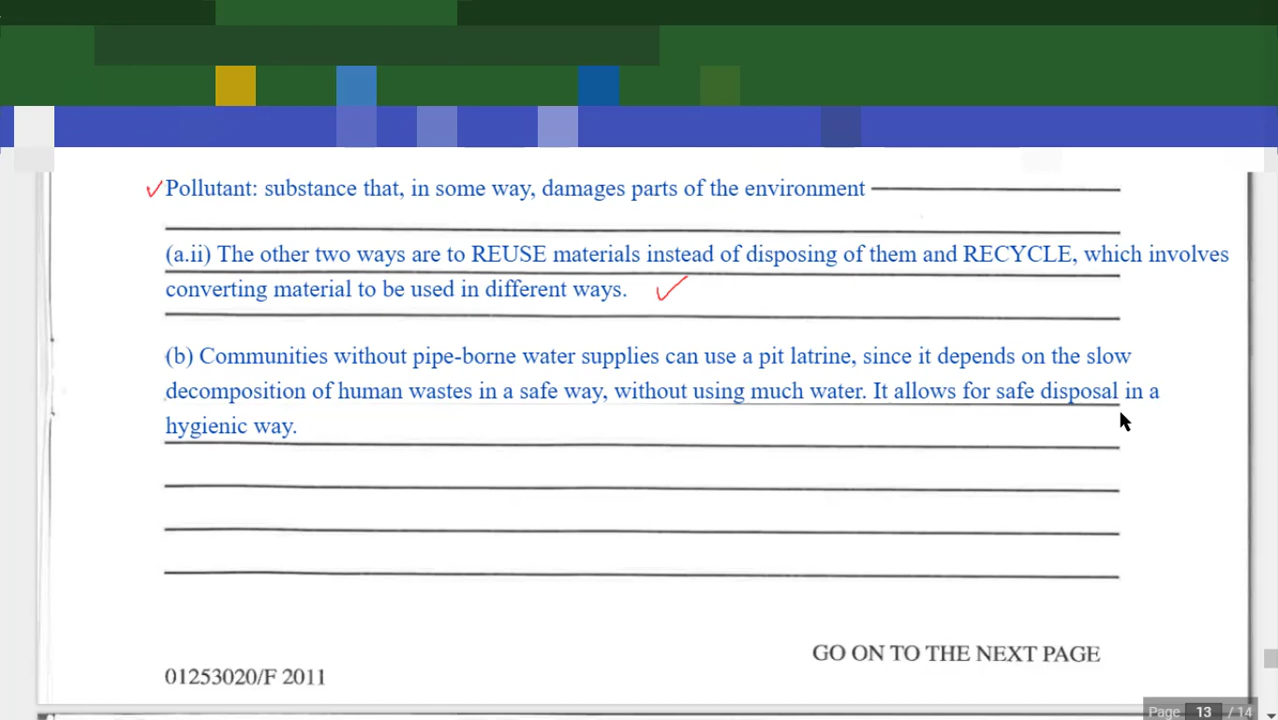 Pollutant: substance that, in some way, damages parts of the environment
(a.ii) The other two ways are to REUSE materials instead of disposing of them and RECYCLE, which involves
converting material to be used in different ways.
(b) Communities without pipe-borne water supplies can use a pit latrine, since it depends on the slow
decomposition of human wastes in a safe way, without using much water. It allows for safe disposal in a
hygienic way.
GO ON TO THE NEXT PAGE
01253020/F 2011
Page 13 / 14